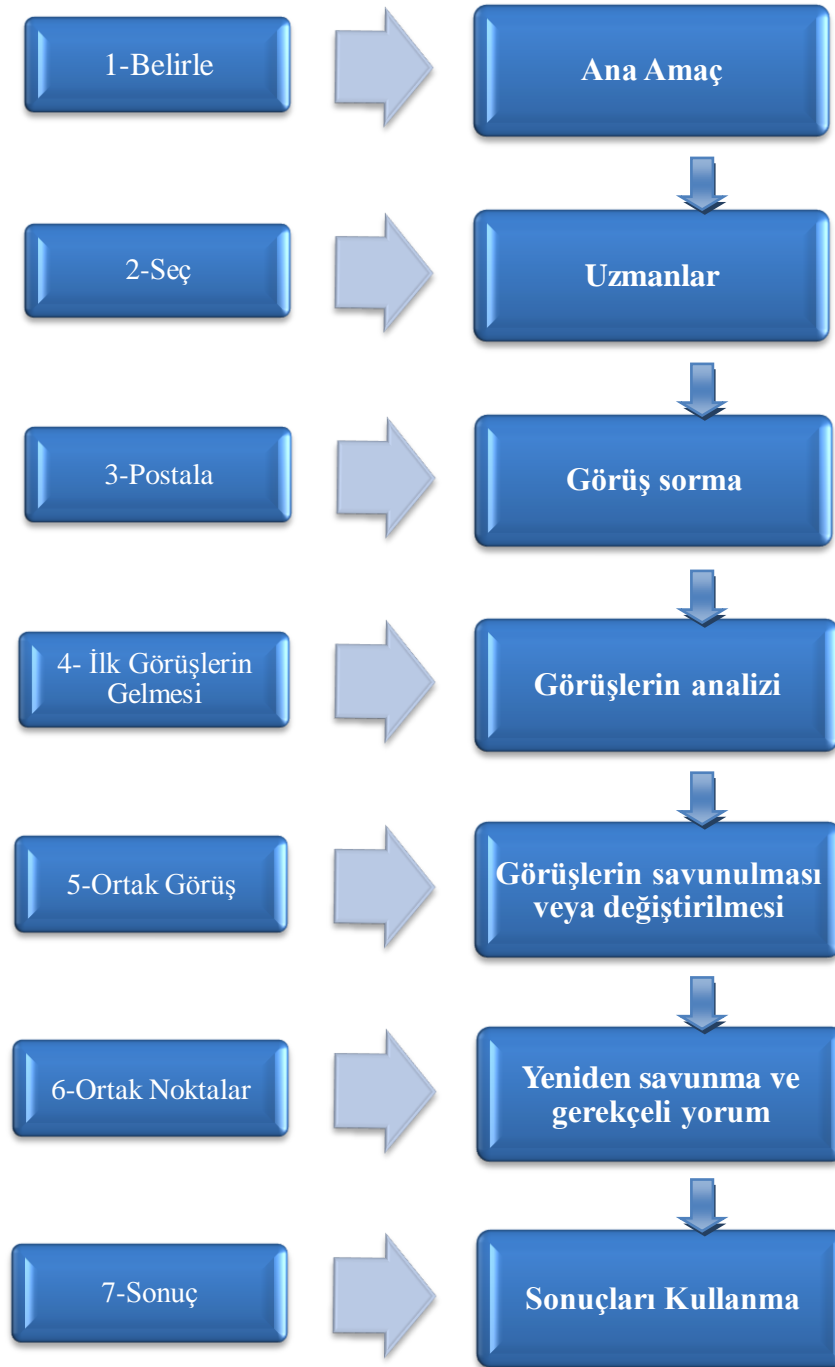 1-Belirle
Ana Amaç
2-Seç
Uzmanlar
3-Postala
Görüş sorma
4- İlk Görüşlerin
Gelmesi
Görüşlerin analizi
5-Ortak Görüş
Görüşlerin savunulması
veya değiştirilmesi
6-Ortak Noktalar
Yeniden savunma ve
gerekçeli yorum
7-Sonuç
Sonuçları Kullanma